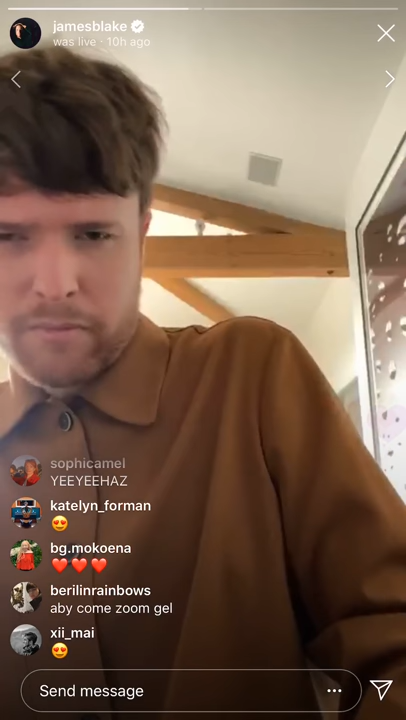 jamesblake
was live · 10h ago
sophicamel
YEEYEEHAZ
katelyn_forman
😍
bg.mokoena
❤️❤️❤️
berilinrainbows
aby come zoom gel
xii_mai
😍
Send message